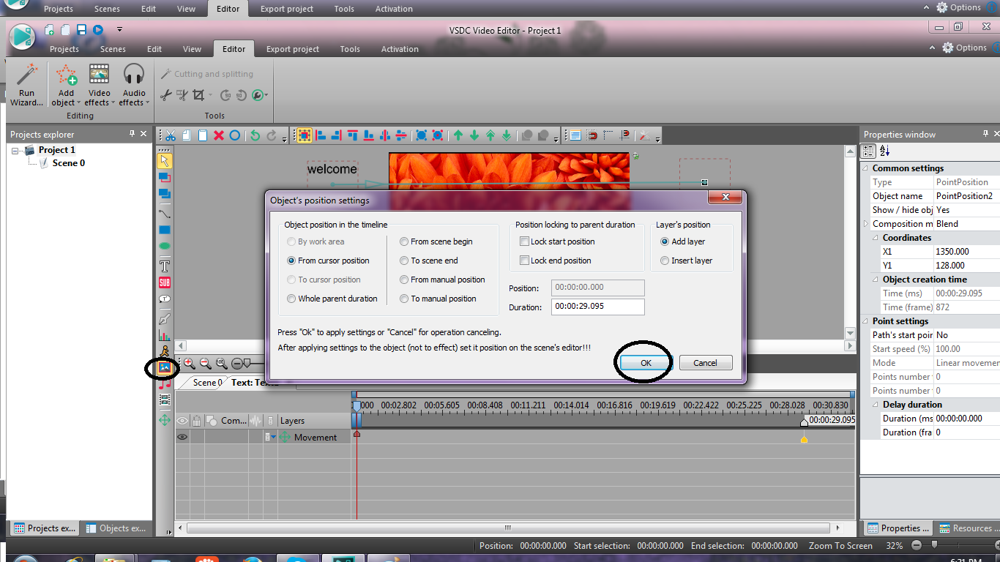 Projects Scenes Edit View Editor Export project Tools Activation Options
VSDC Video Editor - Project 1
Projects Scenes Edit View Editor Export project Tools Activation Options
Run Wizard...
Add object
Video effects
Audio effects
Cutting and splitting
Editing
Tools
Projects explorer
Project 1
Scene 0
welcome
Object's position settings
Object position in the timeline
By work area
From cursor position
To cursor position
Whole parent duration
From scene begin
To scene end
From manual position
To manual position
Position locking to parent duration
Lock start position
Lock end position
Layer's position
Add layer
Insert layer
Position: 00:00:00.000
Duration: 00:00:29.095
Press "Ok" to apply settings or "Cancel" for operation canceling.
After applying settings to the object (not to effect) set it position on the scene's editor!!!
OK Cancel
Properties window
Common settings
Type PointPosition
Object name PointPosition2
Show / hide obj Yes
Composition m Blend
Coordinates
X1 1350.000
Y1 128.000
Object creation time
Time (ms) 00:00:29.095
Time (frame) 872
Point settings
Path's start poin No
Start speed (%) 100.00
Mode Linear movemen
Points number 0
Points number 0
Delay duration
Duration (ms 00:00:00.000
Duration (fra 0
T
SUB
Scene 0 Text: Text
:000 00:02.802 00:05.605 00:08.408 00:11.211 00:14.014 00:16.816 00:19.619 00:22.422 00:25.225 00:28.028 00:30.830
Com... Layers
00:00:29.095
Movement
Projects ex... Objects ex...
Properties ... Resources ...
Position: 00:00:00.000 Start selection: 00:00:00.000 End selection: 00:00:00.000 Zoom To Screen 32%
6:21 PM